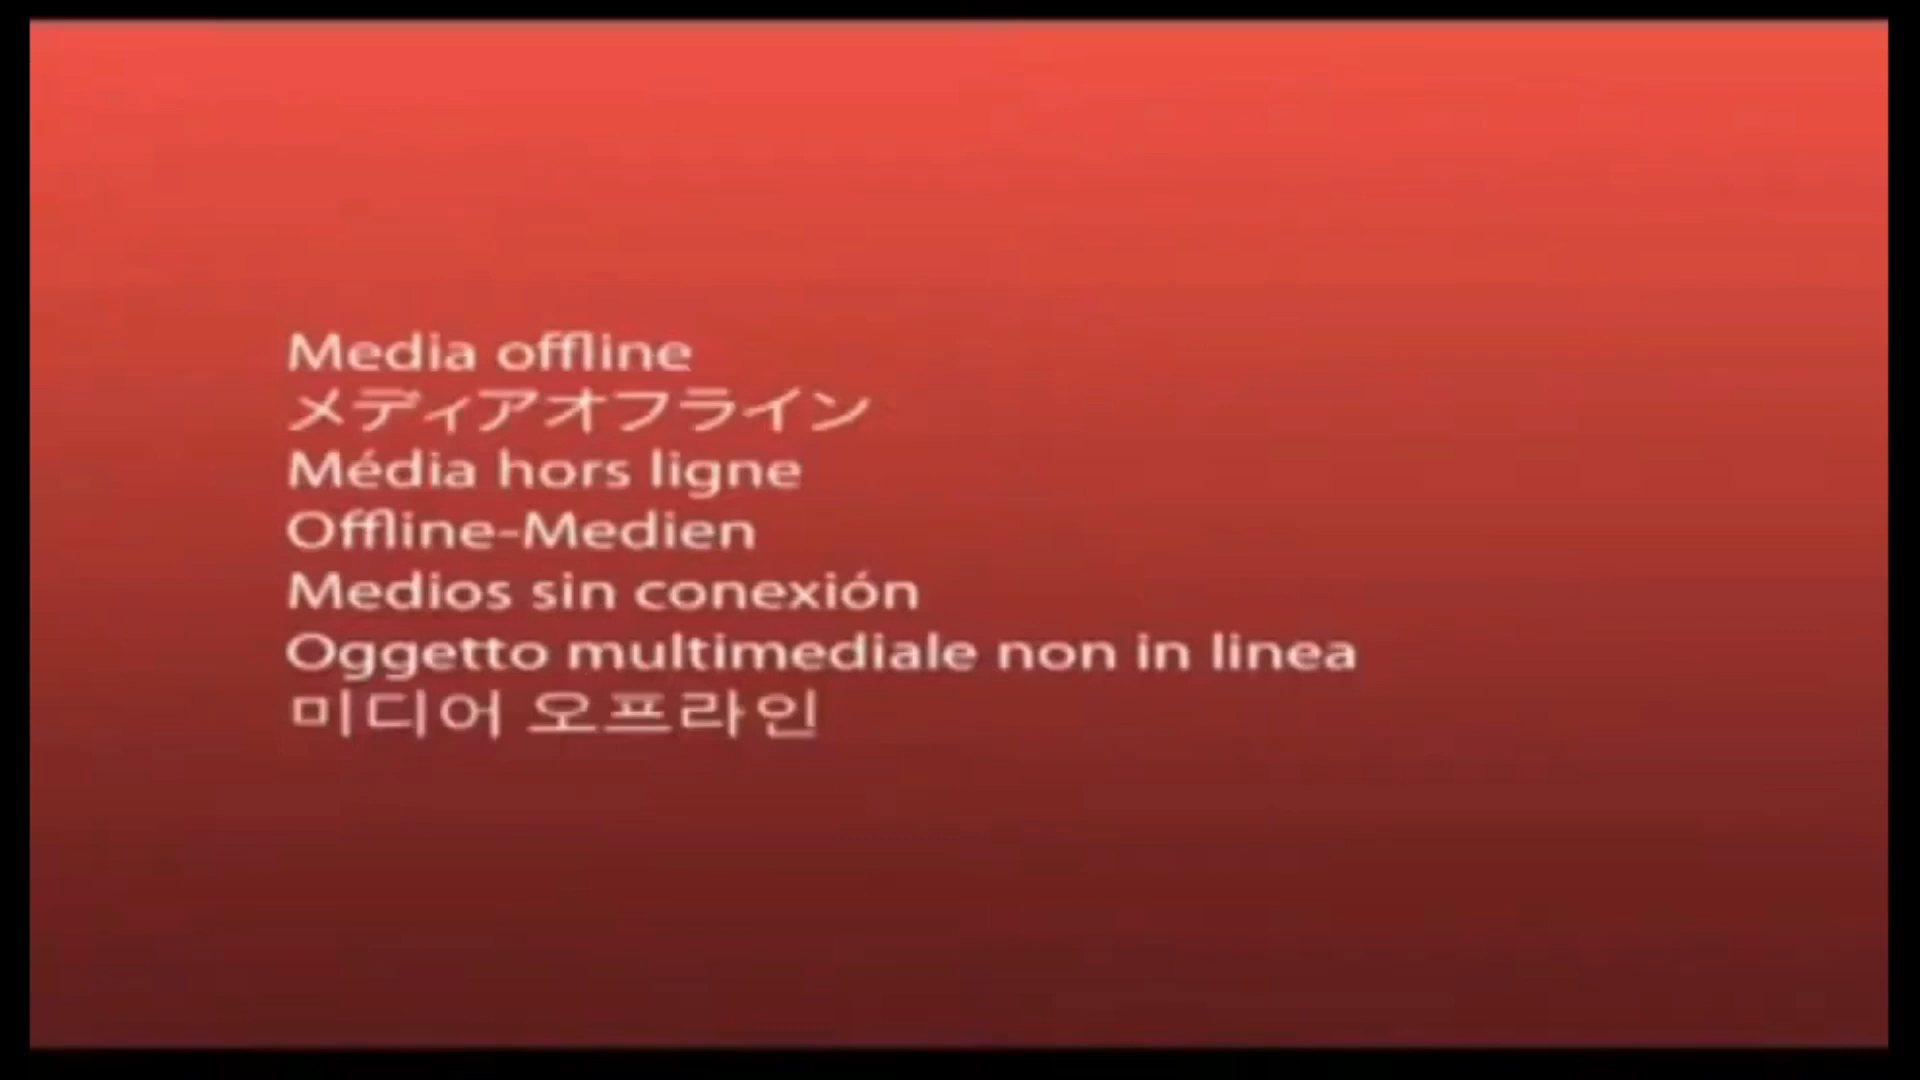 Media offline
メディアオフライン
Média hors ligne
Offline-Medien
Medios sin conexión
Oggetto multimediale non in linea
미디어 오프라인